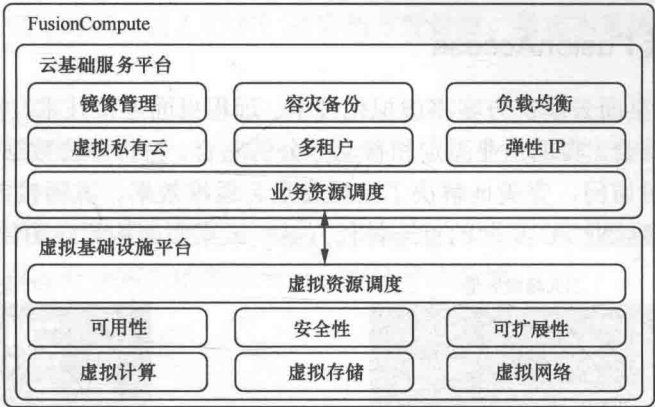 FusionCompute
云基础服务平台
镜像管理 容灾备份 负载均衡
虚拟私有云 多租户 弹性 IP
业务资源调度
虚拟基础设施平台
虚拟资源调度
可用性 安全性 可扩展性
虚拟计算 虚拟存储 虚拟网络